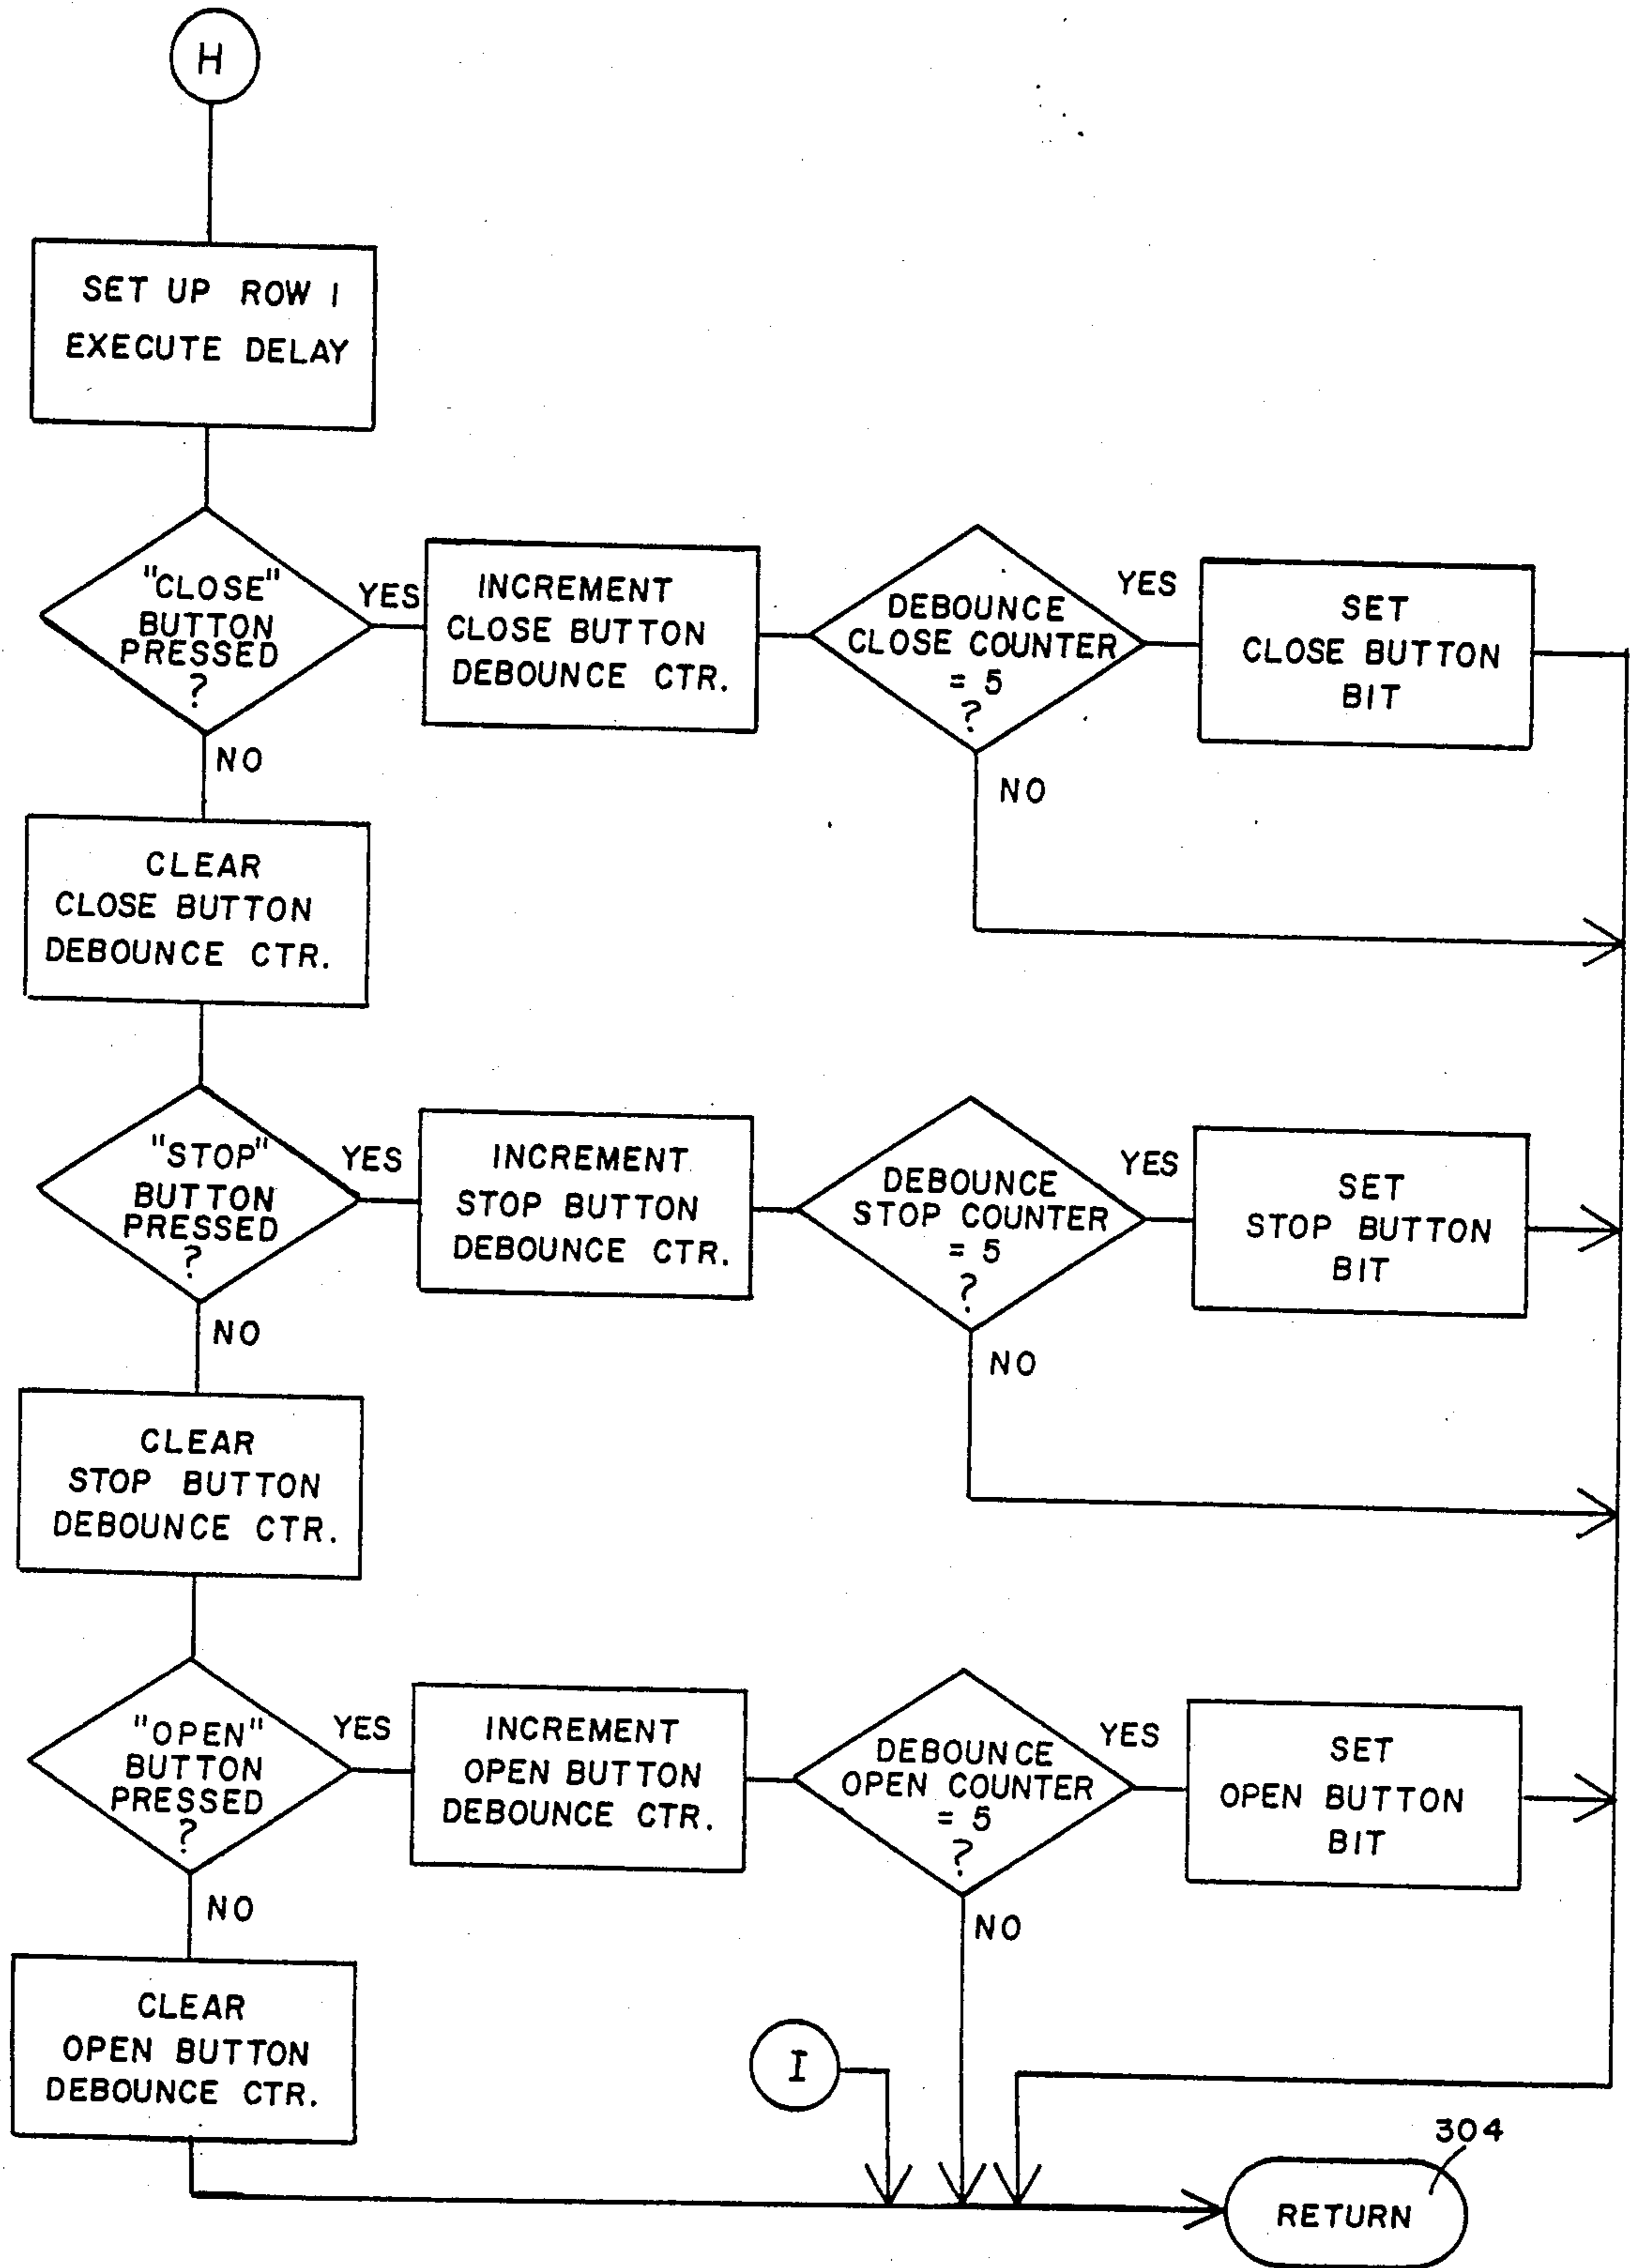 H
SET UP ROW 1
EXECUTE DELAY
"CLOSE"
BUTTON
PRESSED
?
YES
INCREMENT
CLOSE BUTTON
DEBOUNCE CTR.
DEBOUNCE
CLOSE COUNTER
= 5
?
YES
SET
CLOSE BUTTON
BIT
NO
NO
CLEAR
CLOSE BUTTON
DEBOUNCE CTR.
"STOP"
BUTTON
PRESSED
?
YES
INCREMENT
STOP BUTTON
DEBOUNCE CTR.
DEBOUNCE
STOP COUNTER
= 5
?
YES
SET
STOP BUTTON
BIT
NO
NO
CLEAR
STOP BUTTON
DEBOUNCE CTR.
"OPEN"
BUTTON
PRESSED
?
YES
INCREMENT
OPEN BUTTON
DEBOUNCE CTR.
DEBOUNCE
OPEN COUNTER
= 5
?
YES
SET
OPEN BUTTON
BIT
NO
NO
CLEAR
OPEN BUTTON
DEBOUNCE CTR.
I
304
RETURN